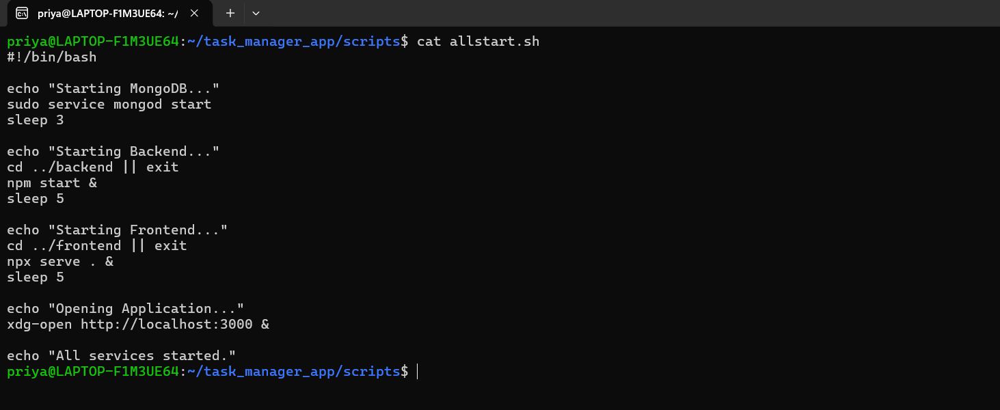 priya@LAPTOP-F1M3UE64: ~/
priya@LAPTOP-F1M3UE64:~/task_manager_app/scripts$ cat allstart.sh
#!/bin/bash
echo "Starting MongoDB..."
sudo service mongod start
sleep 3
echo "Starting Backend..."
cd ../backend || exit
npm start &
sleep 5
echo "Starting Frontend..."
cd ../frontend || exit
npx serve . &
sleep 5
echo "Opening Application..."
xdg-open http://localhost:3000 &
echo "All services started."
priya@LAPTOP-F1M3UE64:~/task_manager_app/scripts$